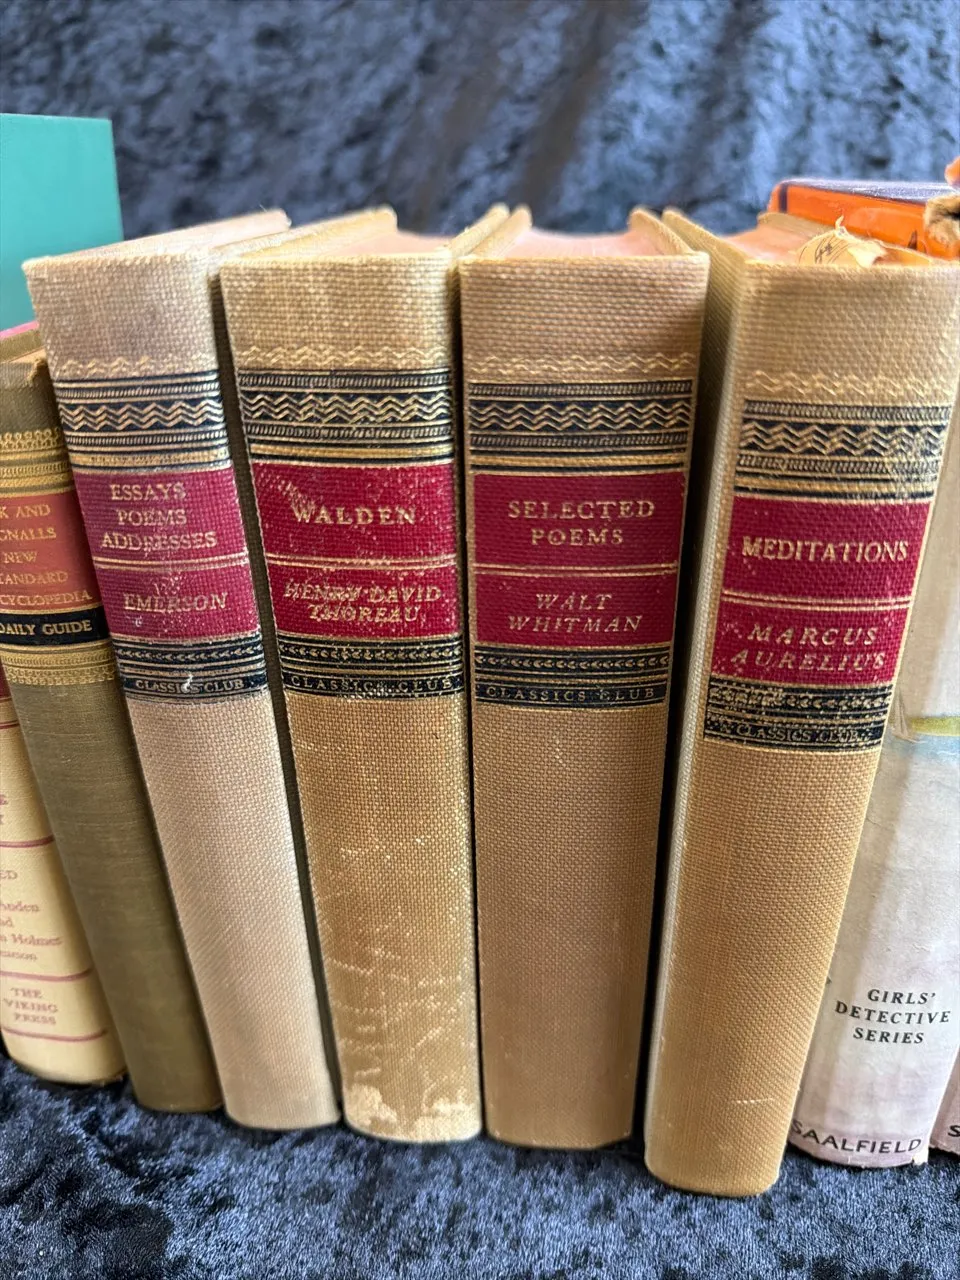 THE
VIKING
PRESS
K AND
GNALLS
NEW
TANDARD
CYCLOPEDIA
DAILY GUIDE
ESSAYS
POEMS
ADDRESSES
EMERSON
CLASSICS CLUB
WALDEN
HENRY DAVID
THOREAU
CLASSICS CLUB
SELECTED
POEMS
WALT
WHITMAN
CLASSICS CLUB
MEDITATIONS
MARCUS
AURELIUS
CLASSICS CLUB
GIRLS'
DETECTIVE
SERIES
SAALFIELD